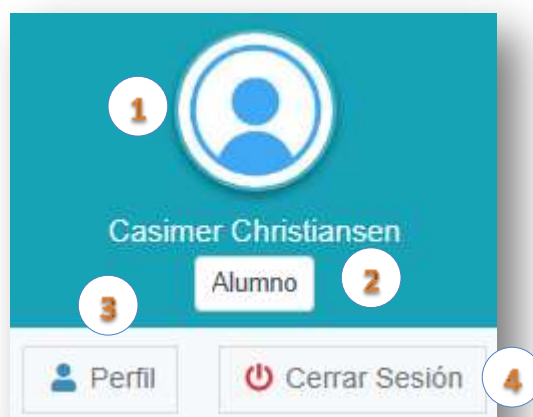 1
Casimer Christiansen
Alumno 2
3
Perfil Cerrar Sesión 4